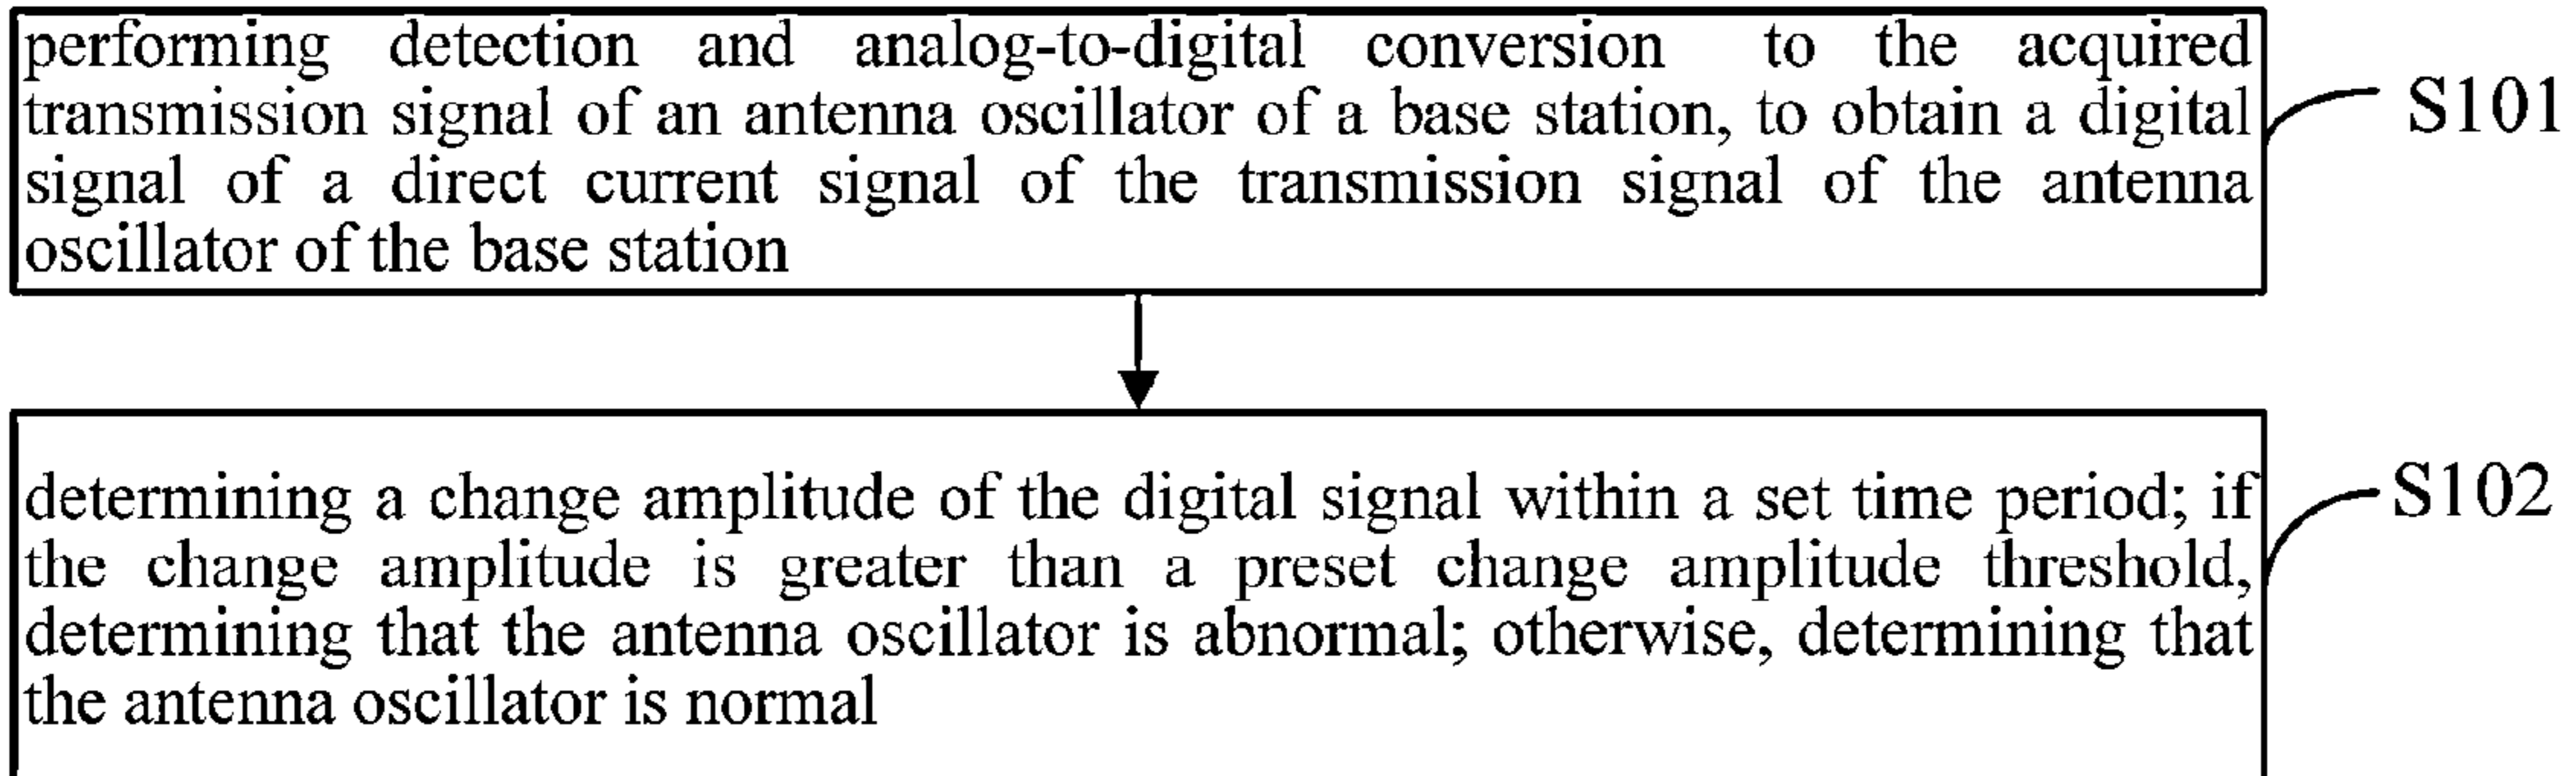 performing detection and analog-to-digital conversion to the acquired
transmission signal of an antenna oscillator of a base station, to obtain a digital
signal of a direct current signal of the transmission signal of the antenna
oscillator of the base station
S101
determining a change amplitude of the digital signal within a set time period; if
the change amplitude is greater than a preset change amplitude threshold,
determining that the antenna oscillator is abnormal; otherwise, determining that
the antenna oscillator is normal
S102